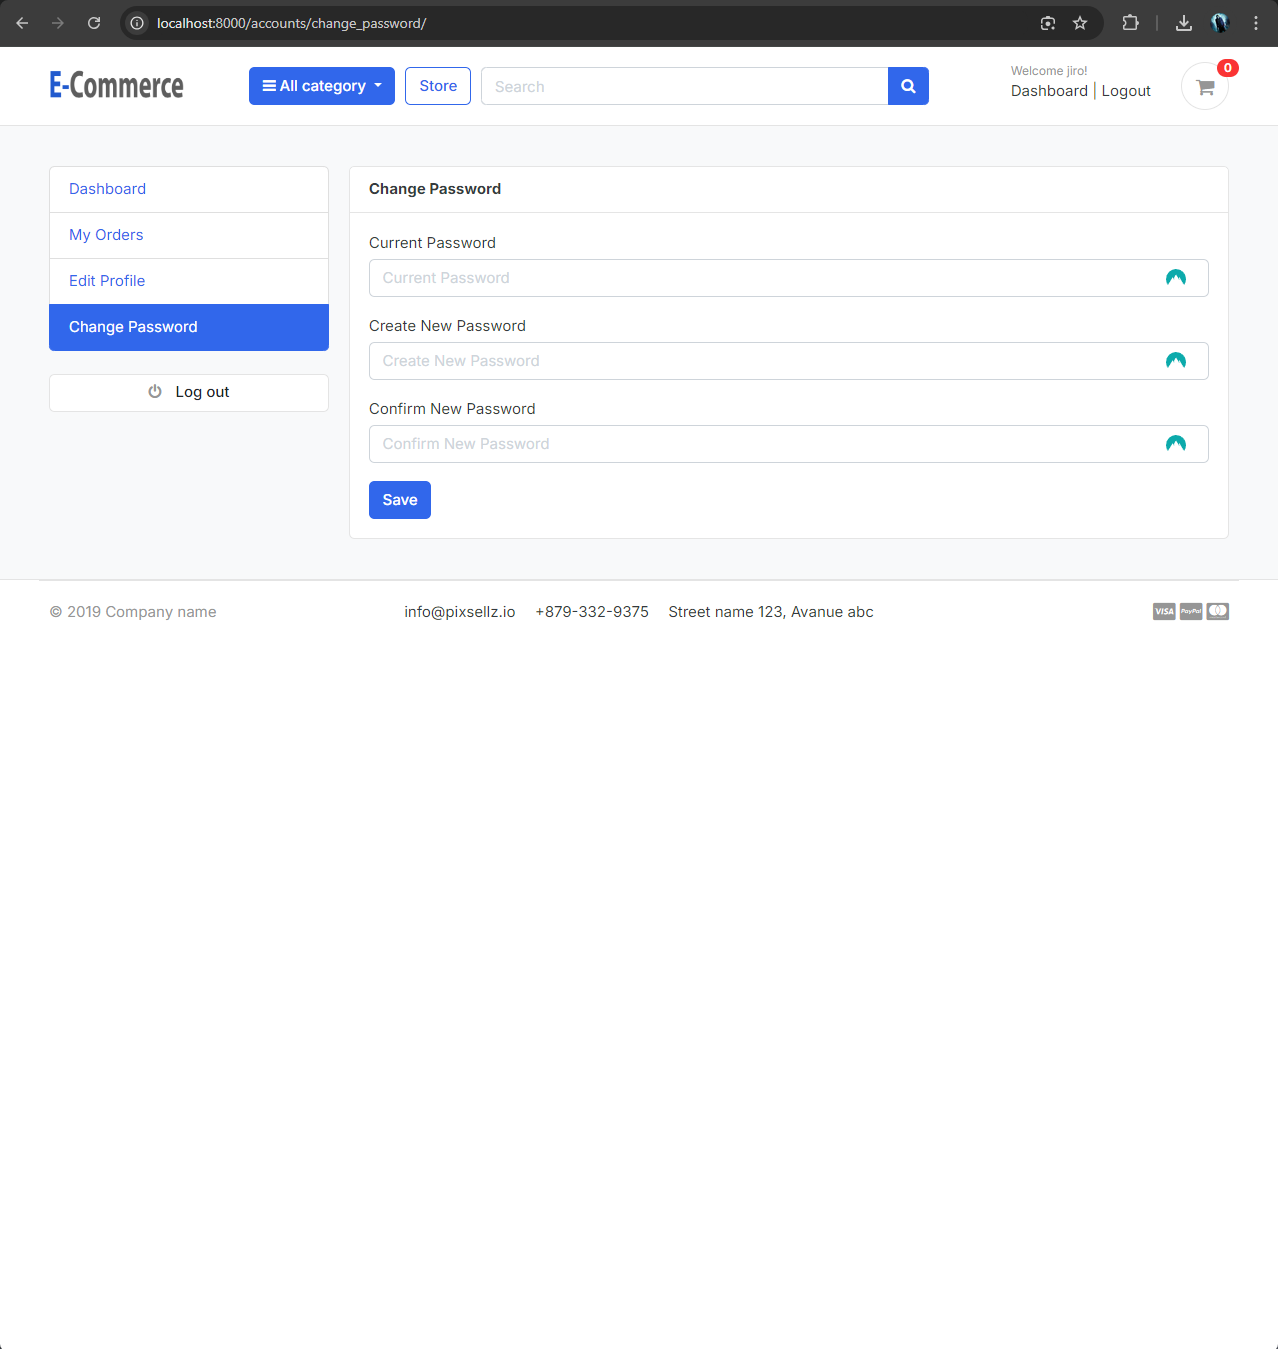 localhost:8000/accounts/change_password/
E-Commerce
All category
Store
Search
Welcome jiro!
Dashboard | Logout
0
Dashboard
My Orders
Edit Profile
Change Password
Log out
Change Password
Current Password
Current Password
Create New Password
Create New Password
Confirm New Password
Confirm New Password
Save
© 2019 Company name
info@pixsellz.io
+879-332-9375
Street name 123, Avanue abc
VISA
PayPal